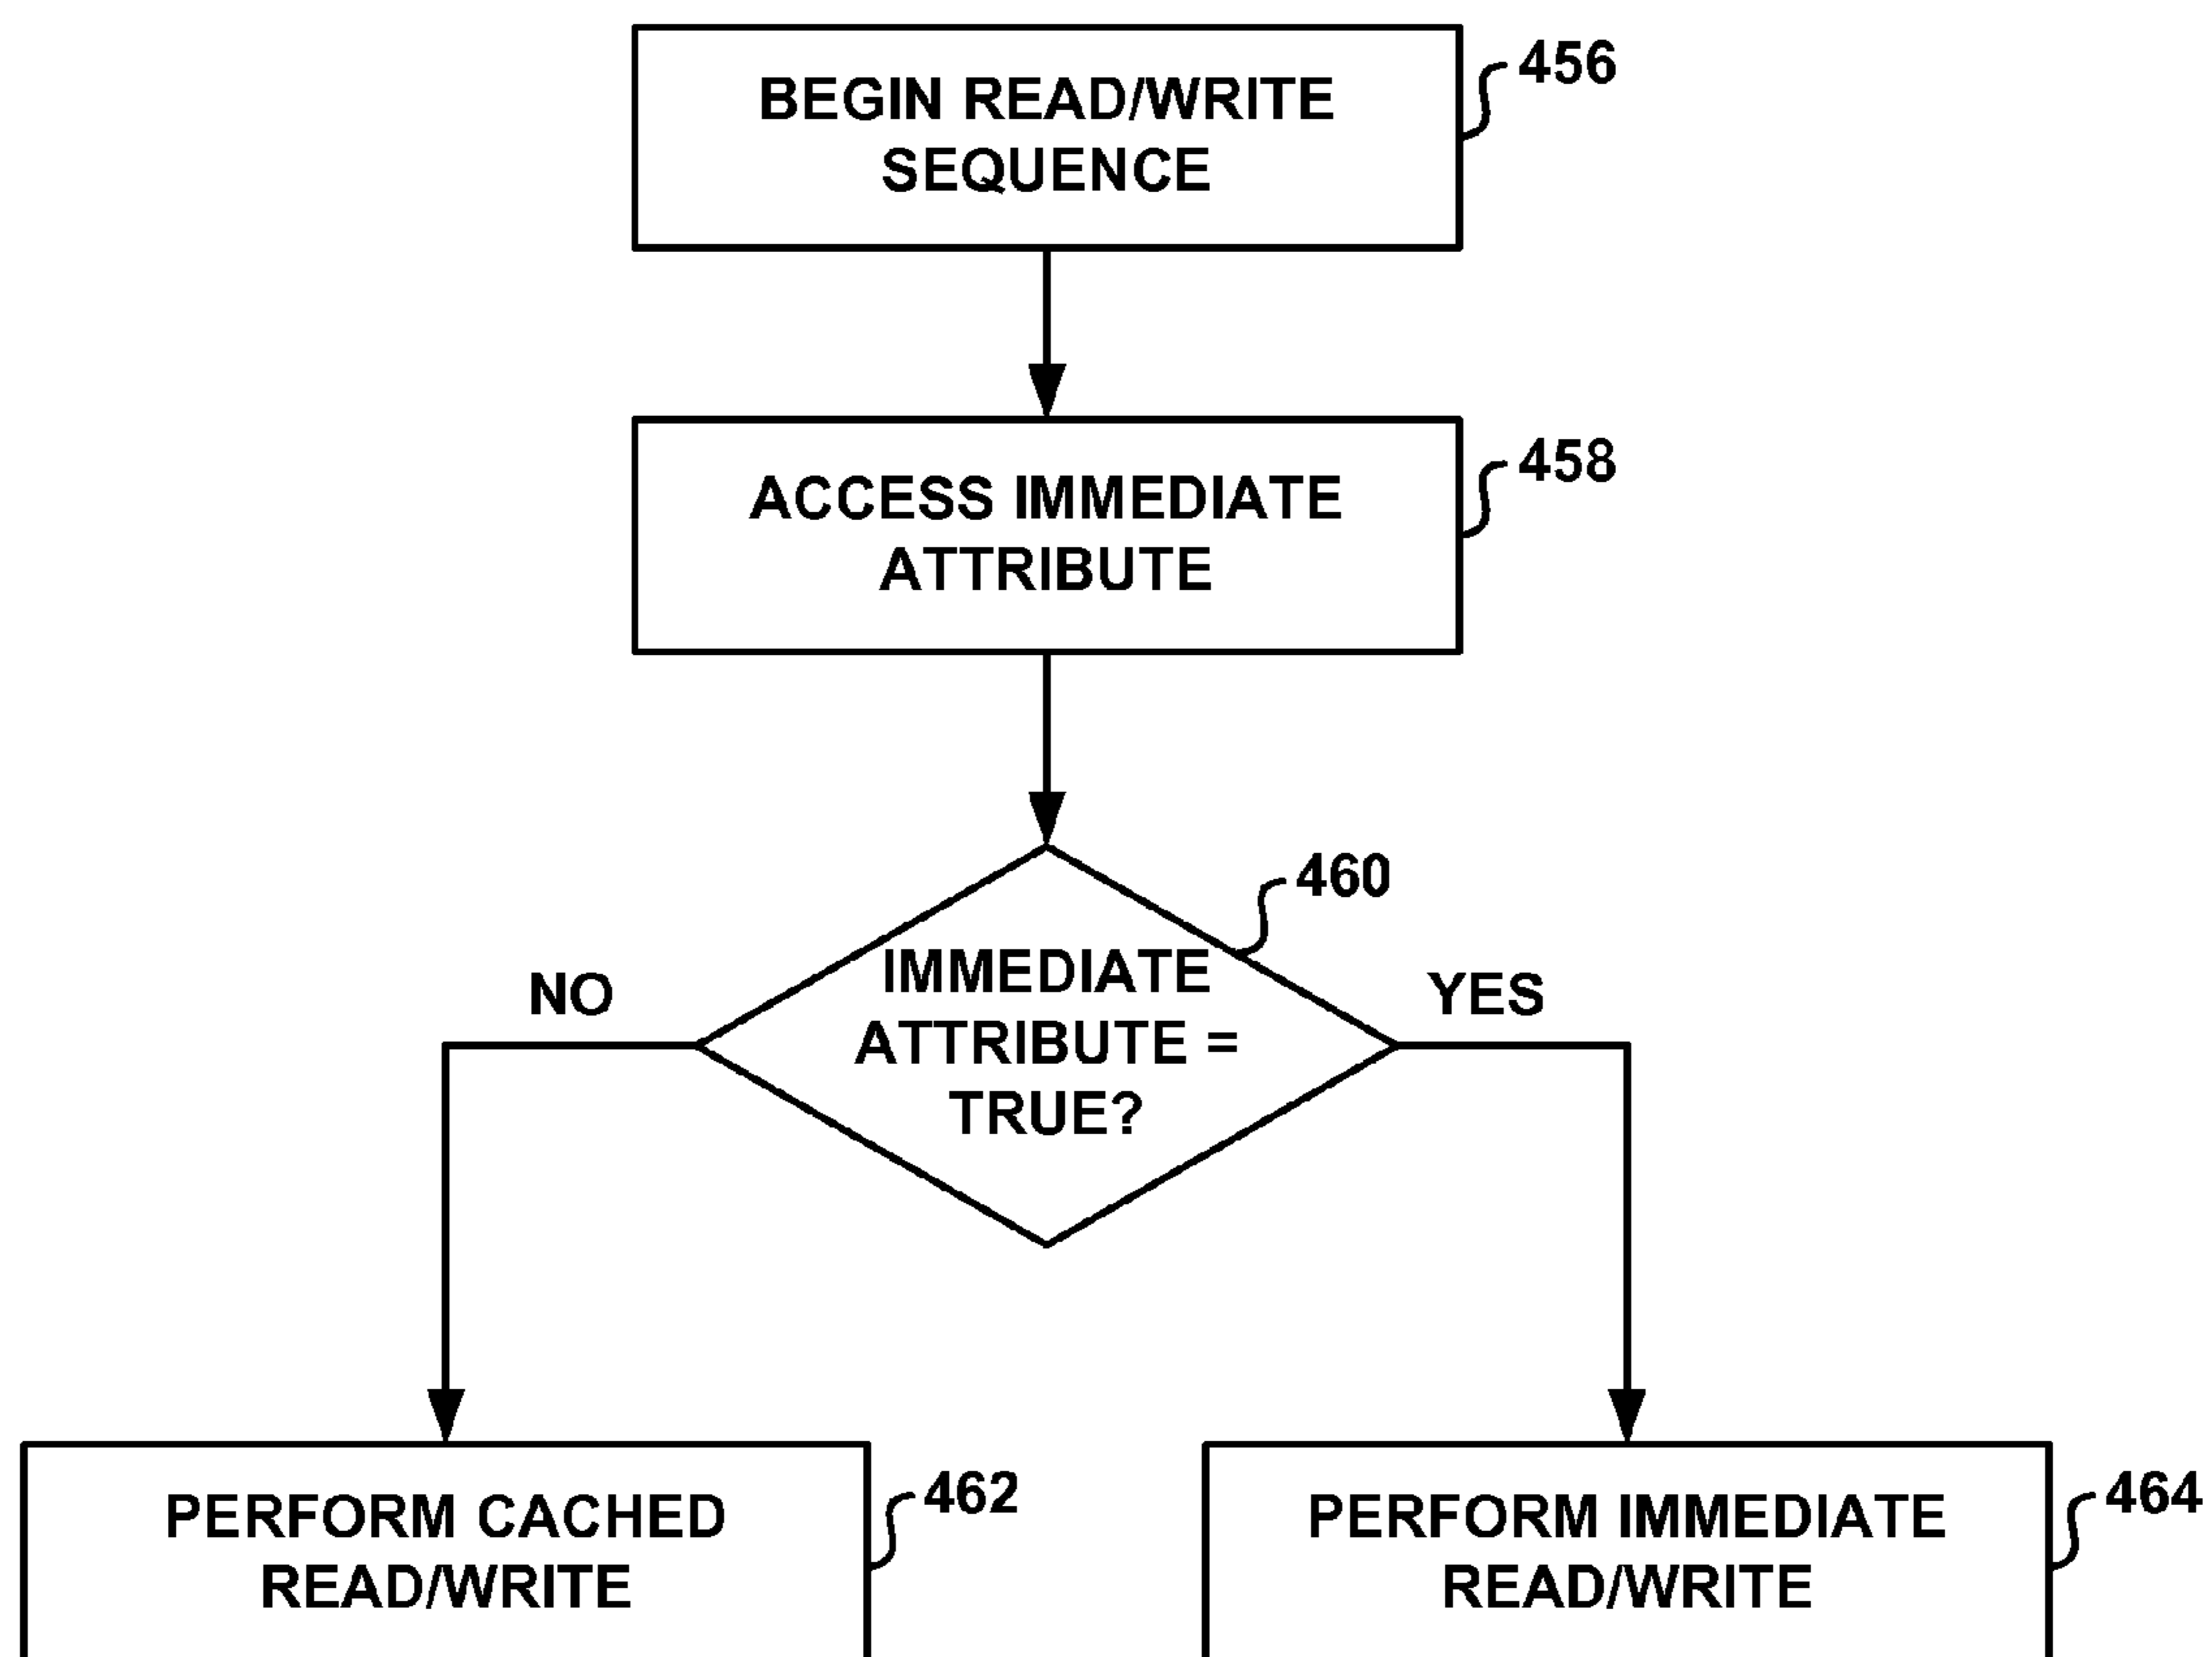 BEGIN READ/WRITE
SEQUENCE
456
ACCESS IMMEDIATE
ATTRIBUTE
458
460
IMMEDIATE
ATTRIBUTE =
TRUE?
NO
YES
PERFORM CACHED
READ/WRITE
462
PERFORM IMMEDIATE
READ/WRITE
464